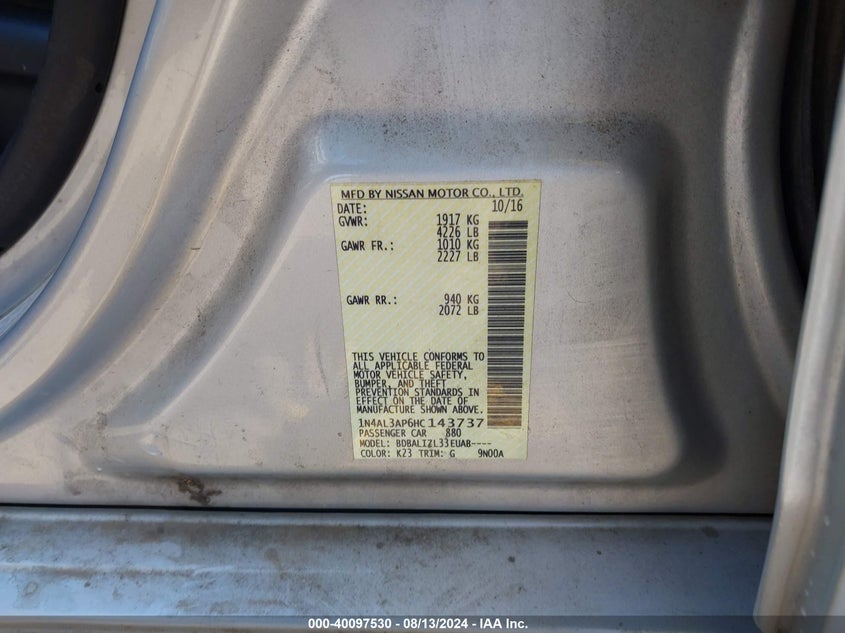 MFD BY NISSAN MOTOR CO., LTD.
DATE: 10/16
GVWR: 1917 KG
4226 LB
GAWR FR.: 1010 KG
2227 LB
GAWR RR.: 940 KG
2072 LB
THIS VEHICLE CONFORMS TO
ALL APPLICABLE FEDERAL
MOTOR VEHICLE SAFETY,
BUMPER, AND THEFT
PREVENTION STANDARDS IN
EFFECT ON THE DATE OF
MANUFACTURE SHOWN ABOVE.
1N4AL3AP6HC143737
PASSENGER CAR 880
MODEL: BDBALIZL33EUAB----
COLOR: K23 TRIM: G 9N00A
000-40097530 - 08/13/2024 - IAA Inc.